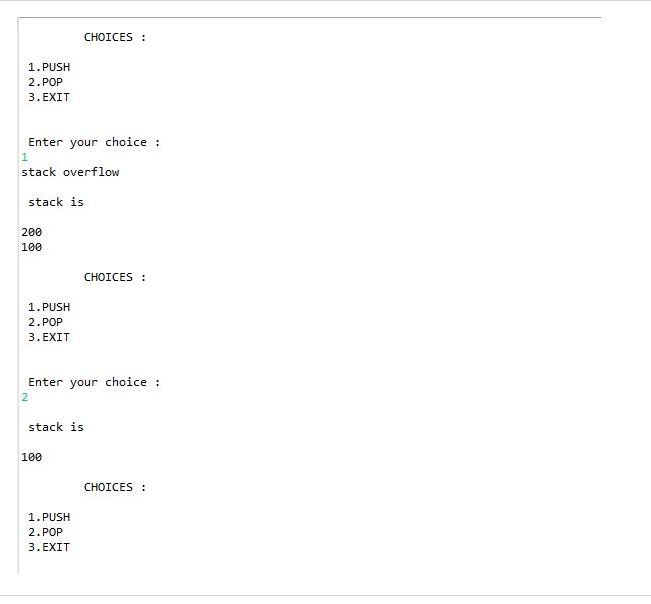 CHOICES :
1.PUSH
2.POP
3.EXIT
Enter your choice :
1
stack overflow
stack is
200
100
CHOICES :
1.PUSH
2.POP
3.EXIT
Enter your choice :
2
stack is
100
CHOICES :
1.PUSH
2.POP
3.EXIT